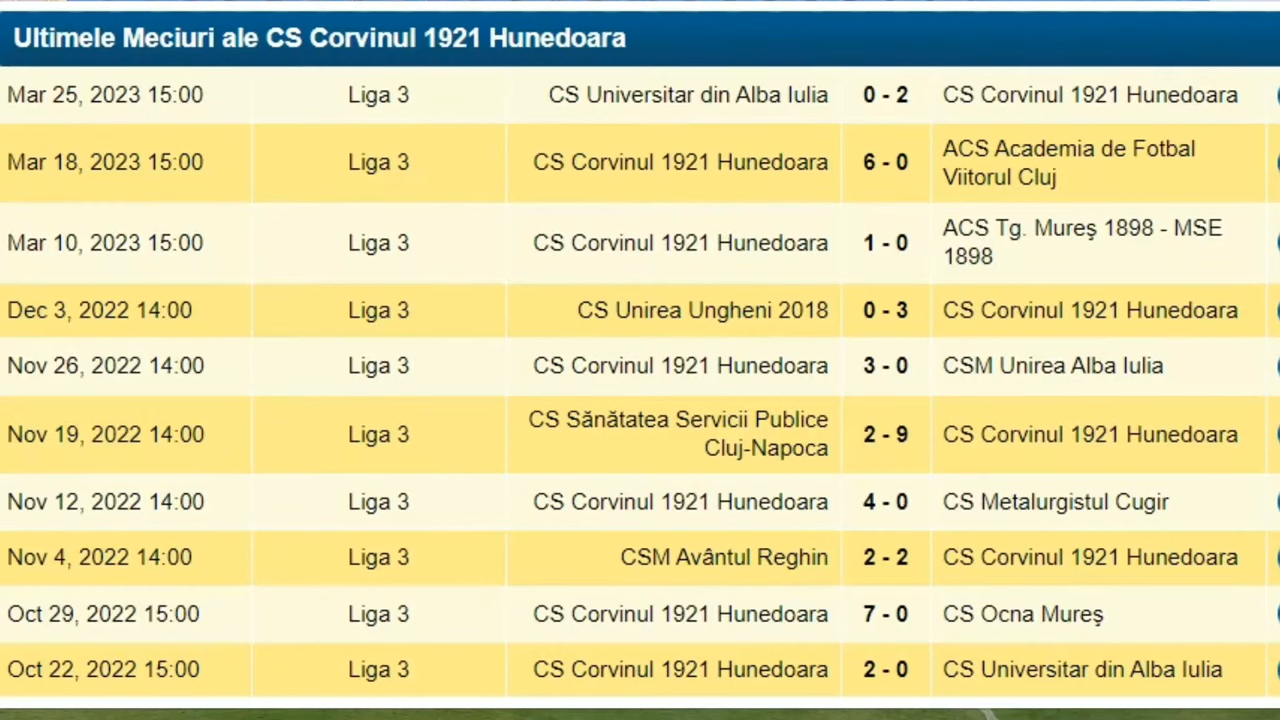 Ultimele Meciuri ale CS Corvinul 1921 Hunedoara
Mar 25, 2023 15:00 Liga 3 CS Universitar din Alba Iulia 0 - 2 CS Corvinul 1921 Hunedoara
Mar 18, 2023 15:00 Liga 3 CS Corvinul 1921 Hunedoara 6 - 0 ACS Academia de Fotbal
Viitorul Cluj
Mar 10, 2023 15:00 Liga 3 CS Corvinul 1921 Hunedoara 1 - 0 ACS Tg. Mureş 1898 - MSE
1898
Dec 3, 2022 14:00 Liga 3 CS Unirea Ungheni 2018 0 - 3 CS Corvinul 1921 Hunedoara
Nov 26, 2022 14:00 Liga 3 CS Corvinul 1921 Hunedoara 3 - 0 CSM Unirea Alba Iulia
Nov 19, 2022 14:00 Liga 3 CS Sănătatea Servicii Publice
Cluj-Napoca 2 - 9 CS Corvinul 1921 Hunedoara
Nov 12, 2022 14:00 Liga 3 CS Corvinul 1921 Hunedoara 4 - 0 CS Metalurgistul Cugir
Nov 4, 2022 14:00 Liga 3 CSM Avântul Reghin 2 - 2 CS Corvinul 1921 Hunedoara
Oct 29, 2022 15:00 Liga 3 CS Corvinul 1921 Hunedoara 7 - 0 CS Ocna Mureş
Oct 22, 2022 15:00 Liga 3 CS Corvinul 1921 Hunedoara 2 - 0 CS Universitar din Alba Iulia